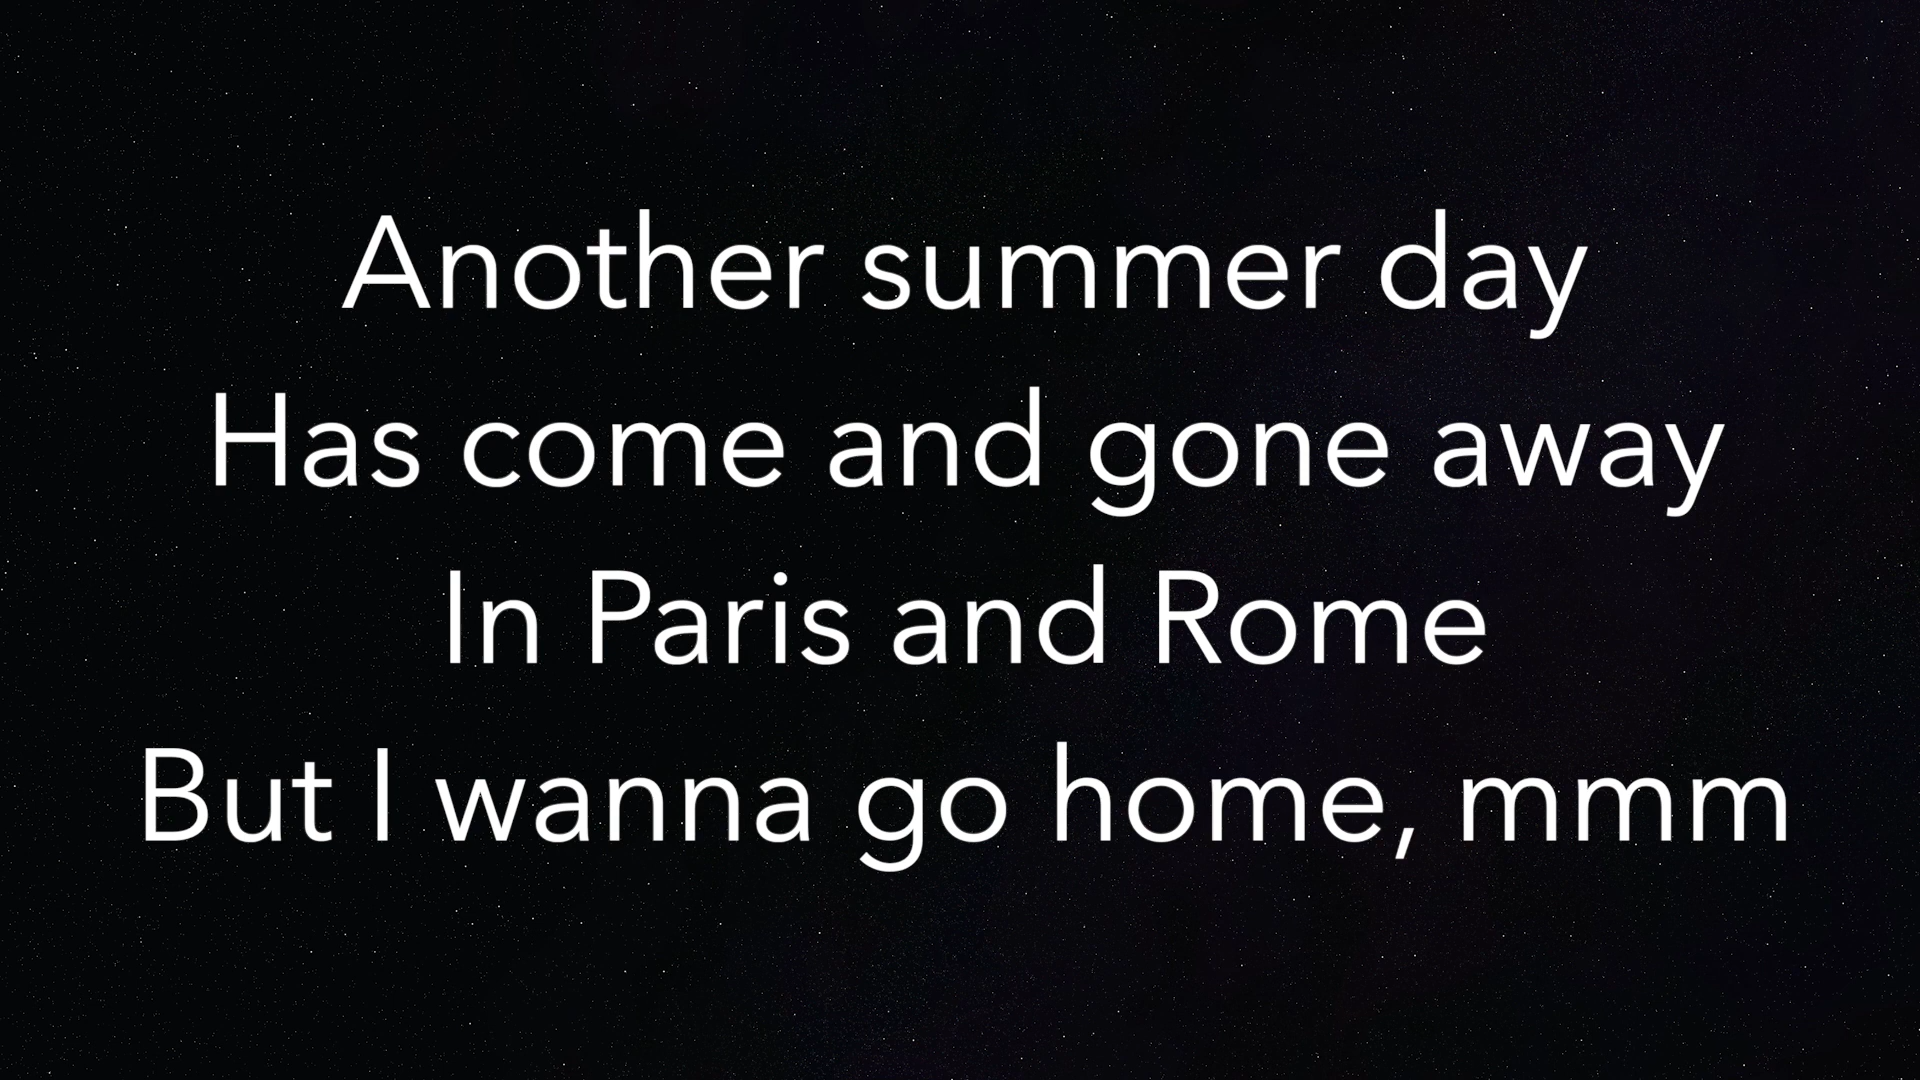 Another summer day
Has come and gone away
In Paris and Rome
But I wanna go home, mmm